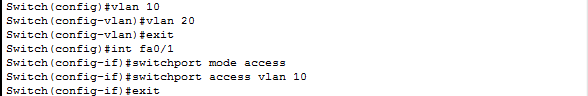 Switch(config)#vlan 10
Switch(config-vlan)#vlan 20
Switch(config-vlan)#exit
Switch(config)#int fa0/1
Switch(config-if)#switchport mode access
Switch(config-if)#switchport access vlan 10
Switch(config-if)#exit